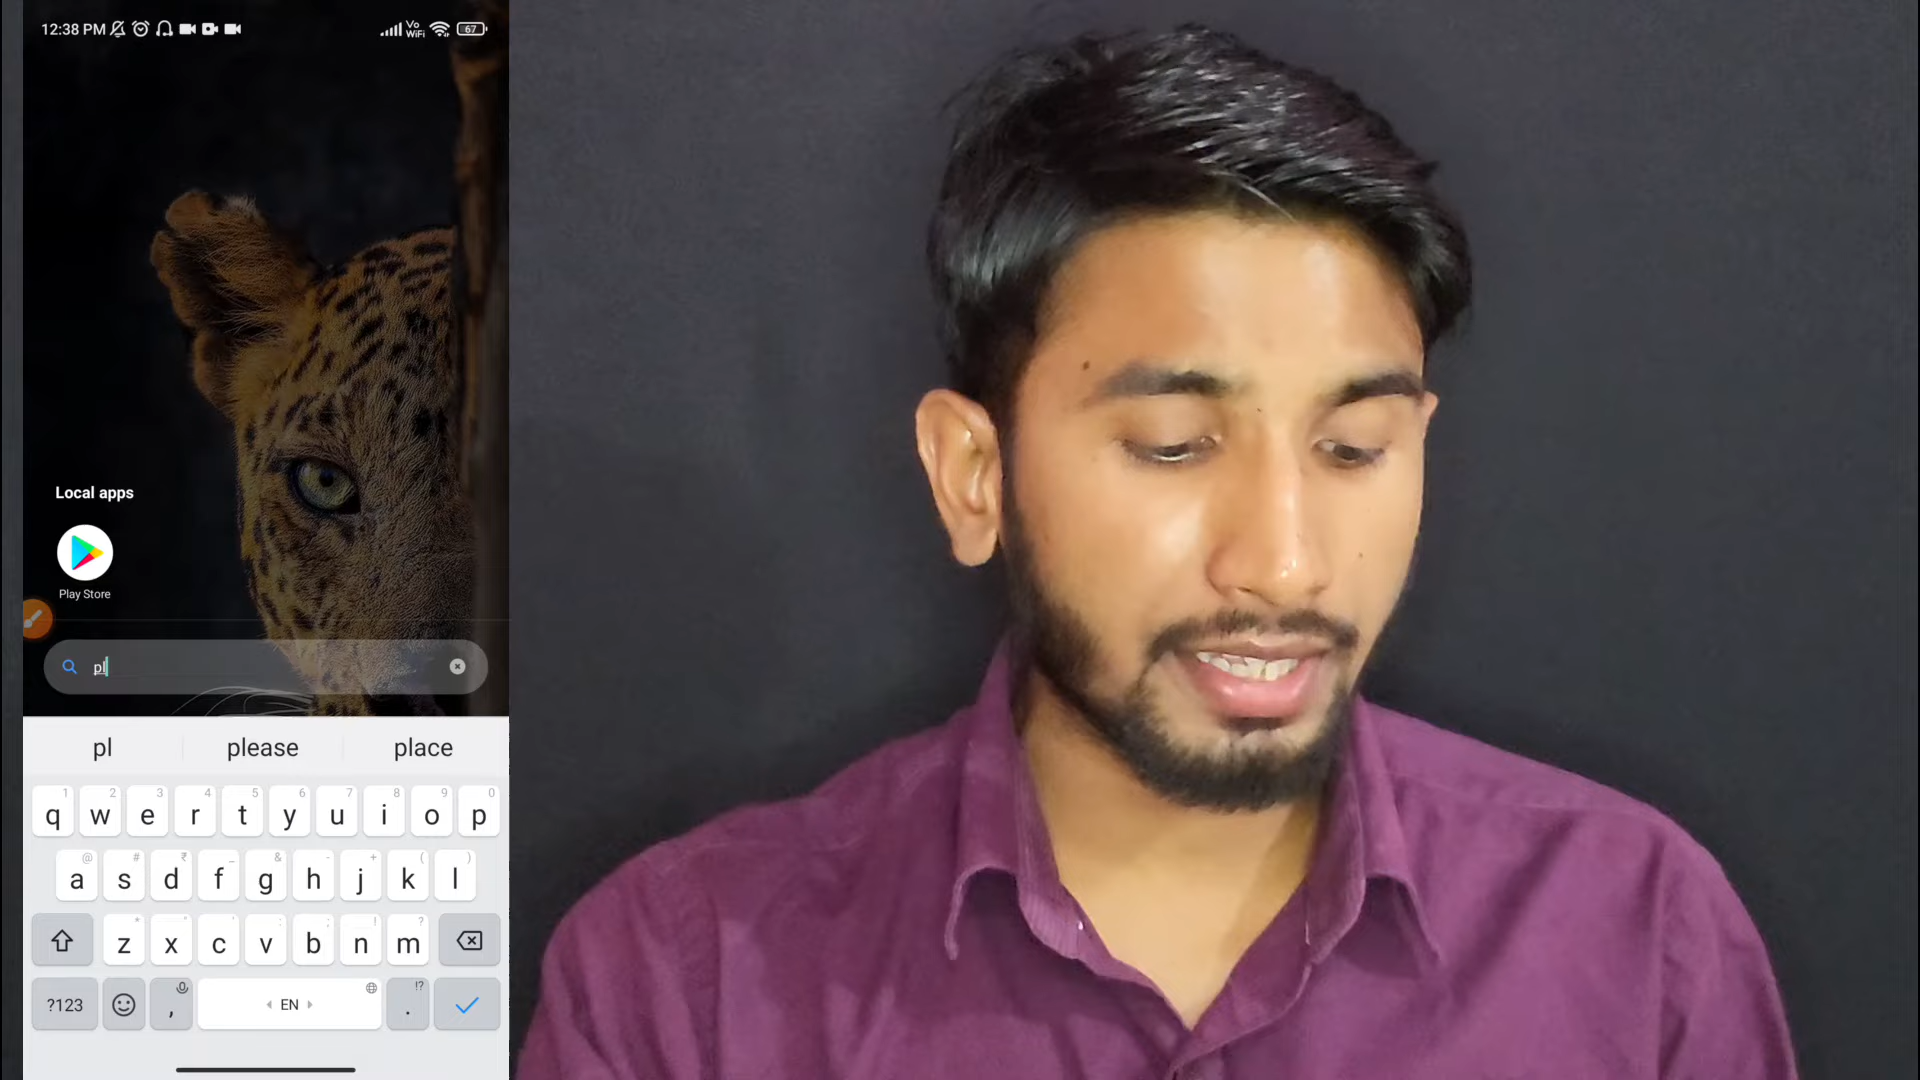 12:38 PM
Vo
WiFi
67
Local apps
Play Store
pl
pl please place
1 2 3 4 5 6 7 8 9 0
q w e r t y u i o p
@ # ₹ _ & - + ( )
a s d f g h j k l
* " ' : ; ! ?
z x c v b n m
!?
?123 , EN .